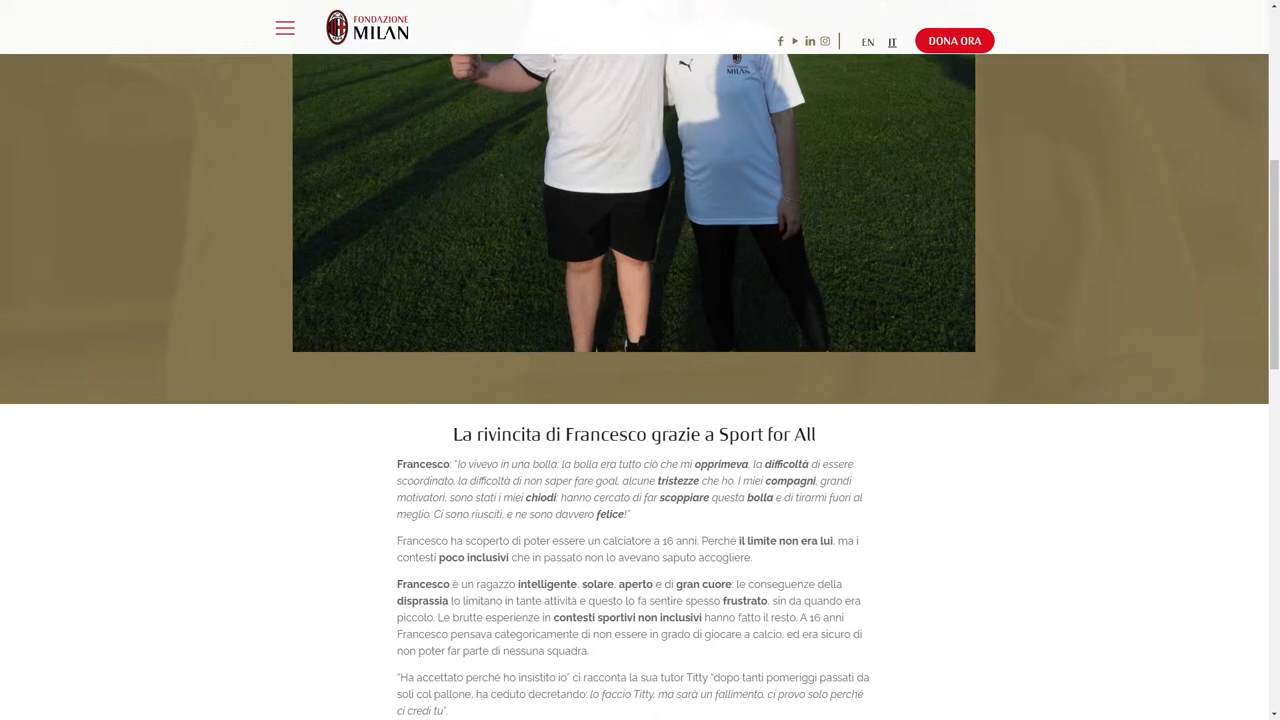 FONDAZIONE
MILAN
EN IT DONA ORA
MILAN
La rivincita di Francesco grazie a Sport for All
Francesco: “Io vivevo in una bolla: la bolla era tutto ciò che mi opprimeva, la difficoltà di essere
scoordinato, la difficoltà di non saper fare goal, alcune tristezze che ho. I miei compagni, grandi
motivatori, sono stati i miei chiodi: hanno cercato di far scoppiare questa bolla e di tirarmi fuori al
meglio. Ci sono riusciti, e ne sono davvero felice!”
Francesco ha scoperto di poter essere un calciatore a 16 anni. Perché il limite non era lui, ma i
contesti poco inclusivi che in passato non lo avevano saputo accogliere.
Francesco è un ragazzo intelligente, solare, aperto e di gran cuore: le conseguenze della
disprassia lo limitano in tante attività e questo lo fa sentire spesso frustrato, sin da quando era
piccolo. Le brutte esperienze in contesti sportivi non inclusivi hanno fatto il resto. A 16 anni
Francesco pensava categoricamente di non essere in grado di giocare a calcio, ed era sicuro di
non poter far parte di nessuna squadra.
“Ha accettato perché ho insistito io” ci racconta la sua tutor Titty “dopo tanti pomeriggi passati da
soli col pallone, ha ceduto decretando: lo faccio Titty, ma sarà un fallimento, ci provo solo perché
ci credi tu”.